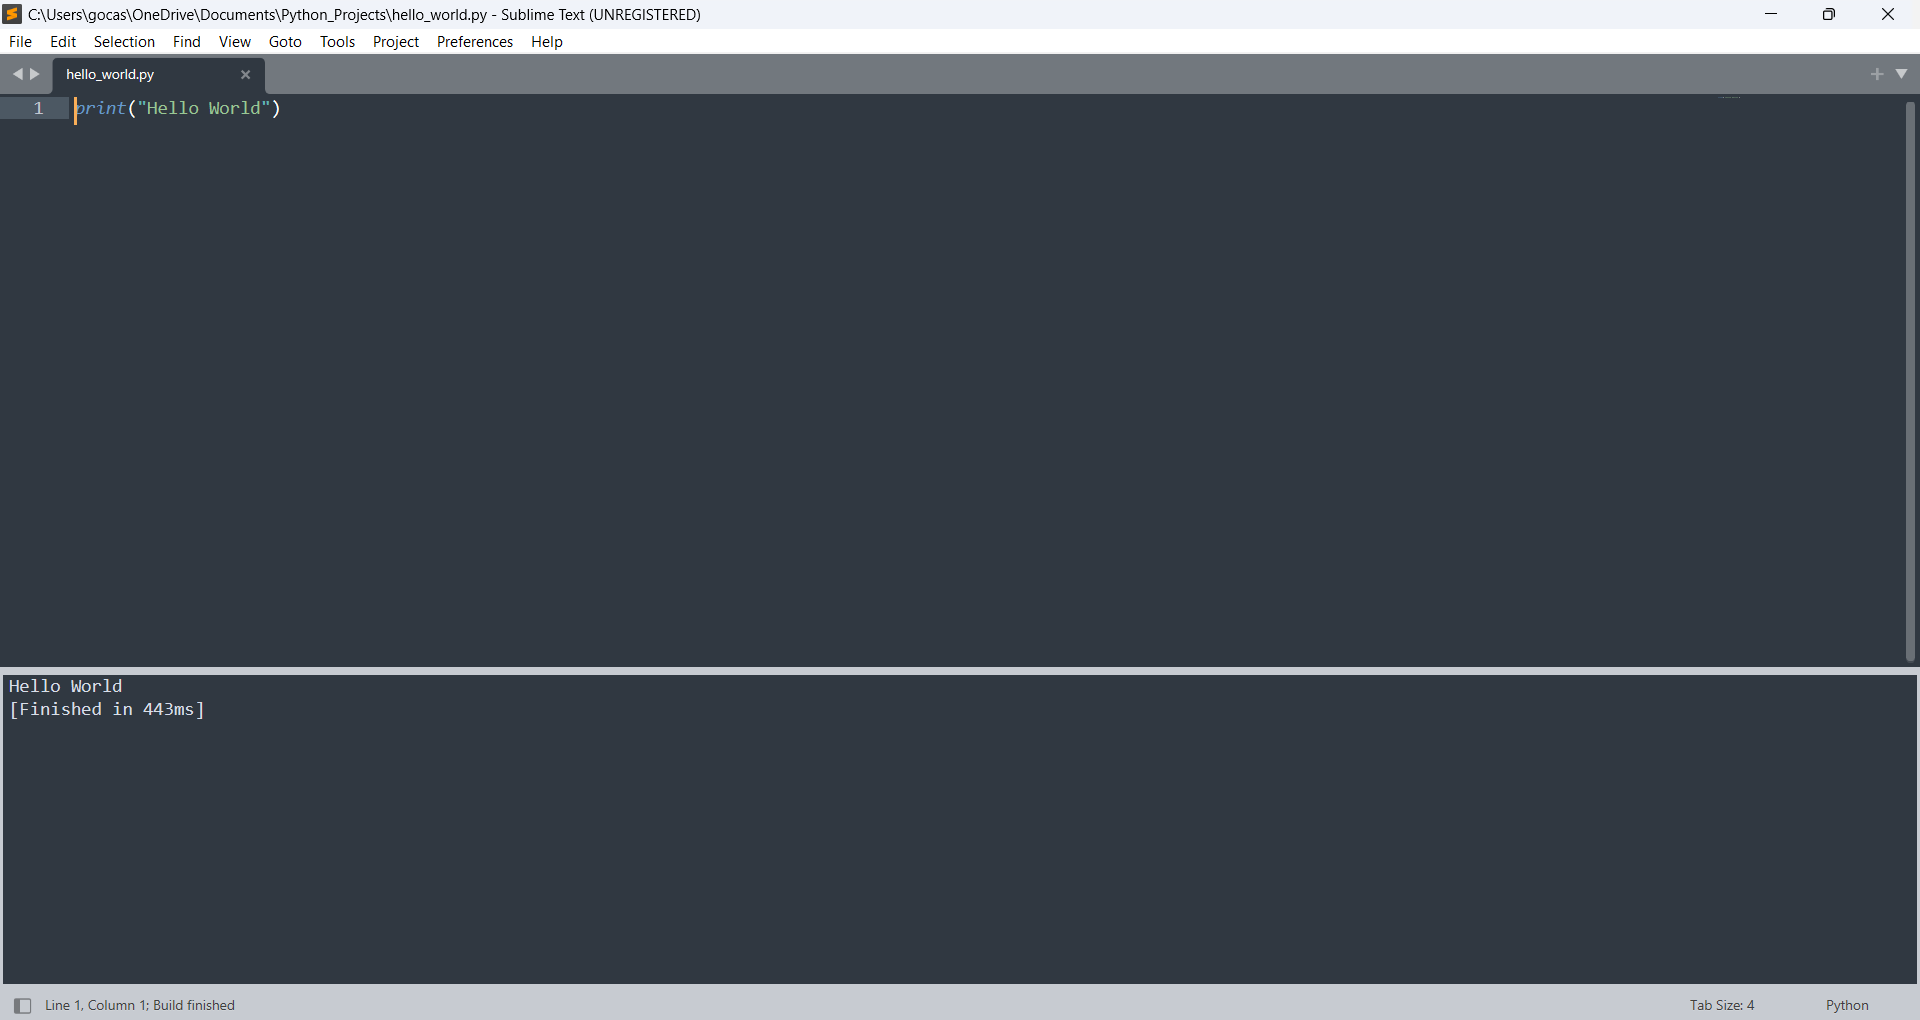 C:\Users\gocas\OneDrive\Documents\Python_Projects\hello_world.py - Sublime Text (UNREGISTERED)
File Edit Selection Find View Goto Tools Project Preferences Help
hello_world.py
1 print("Hello World")
Hello World
[Finished in 443ms]
Line 1, Column 1; Build finished Tab Size: 4 Python